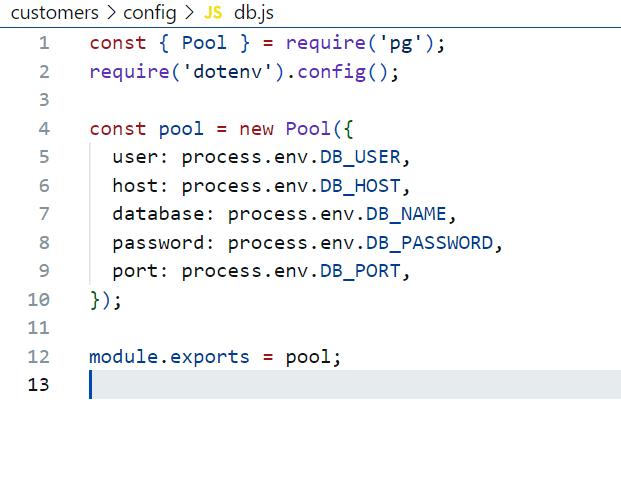 customers > config > JS db.js
1 const { Pool } = require('pg');
2 require('dotenv').config();
3
4 const pool = new Pool({
5   user: process.env.DB_USER,
6   host: process.env.DB_HOST,
7   database: process.env.DB_NAME,
8   password: process.env.DB_PASSWORD,
9   port: process.env.DB_PORT,
10 });
11
12 module.exports = pool;
13